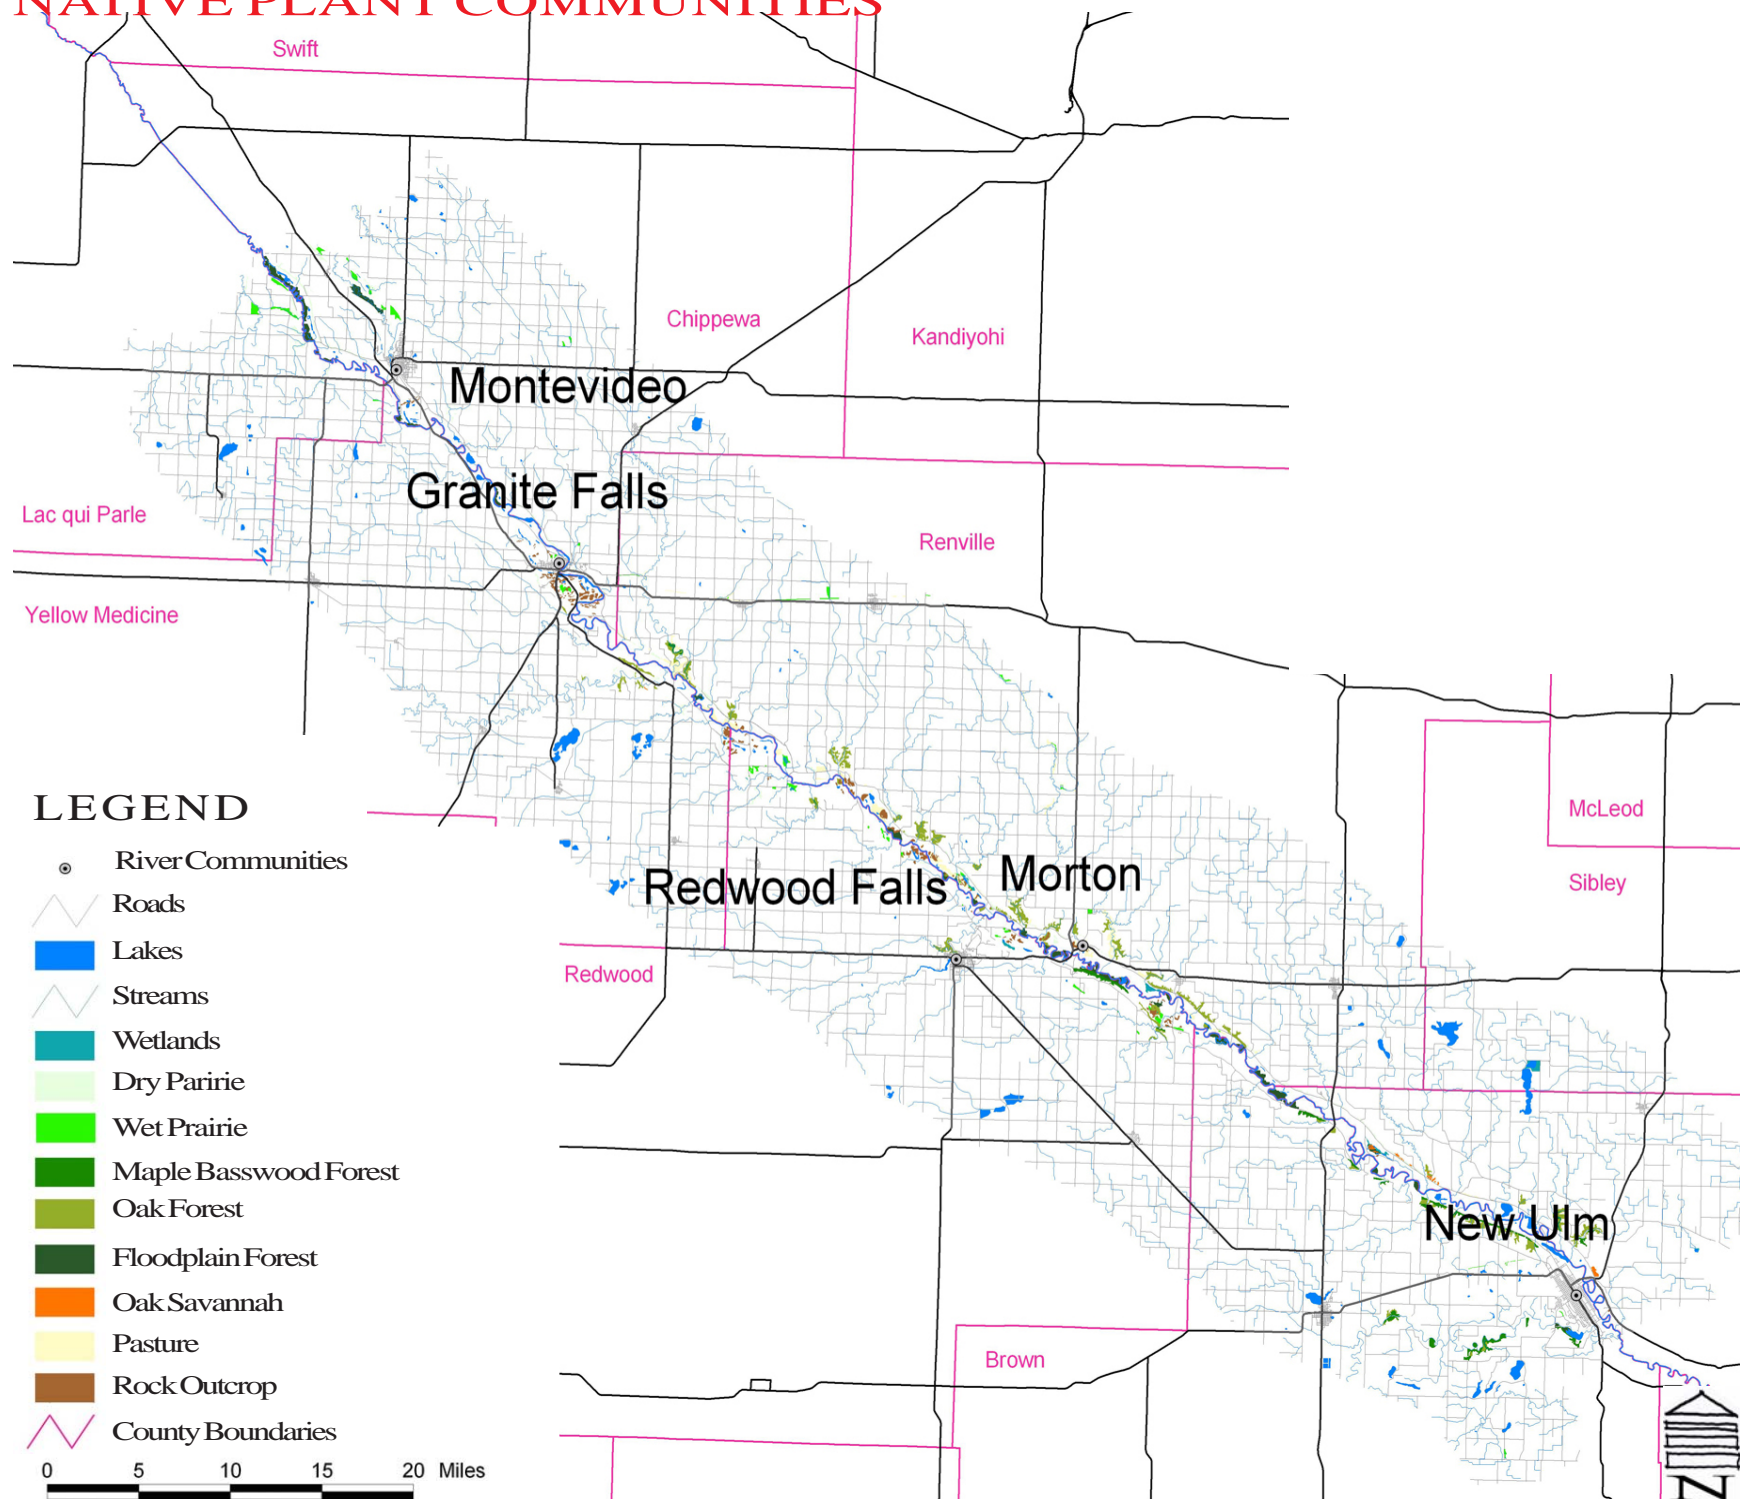 NATIVE PLANT COMMUNITIES
Swift
Chippewa
Kandiyohi
Montevideo
Granite Falls
Lac qui Parle
Renville
Yellow Medicine
McLeod
Redwood Falls
Morton
Sibley
Redwood
New Ulm
Brown
LEGEND
River Communities
Roads
Lakes
Streams
Wetlands
Dry Paririe
Wet Prairie
Maple Basswood Forest
Oak Forest
Floodplain Forest
Oak Savannah
Pasture
Rock Outcrop
County Boundaries
0 5 10 15 20 Miles
N